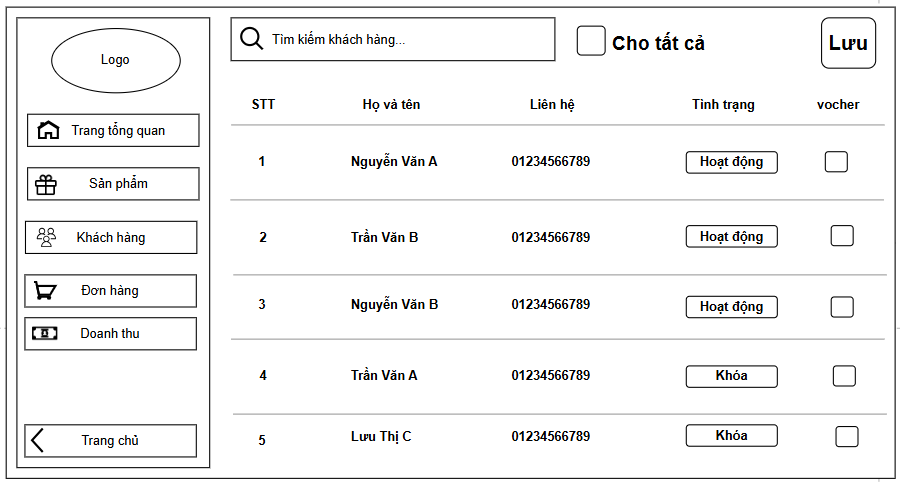 Logo
Trang tổng quan
Sản phẩm
Khách hàng
Đơn hàng
Doanh thu
Trang chủ
Tìm kiếm khách hàng...
Cho tất cả
Lưu
STT Họ và tên Liên hệ Tình trạng vocher
1 Nguyễn Văn A 01234566789 Hoạt động
2 Trần Văn B 01234566789 Hoạt động
3 Nguyễn Văn B 01234566789 Hoạt động
4 Trần Văn A 01234566789 Khóa
5 Lưu Thị C 01234566789 Khóa